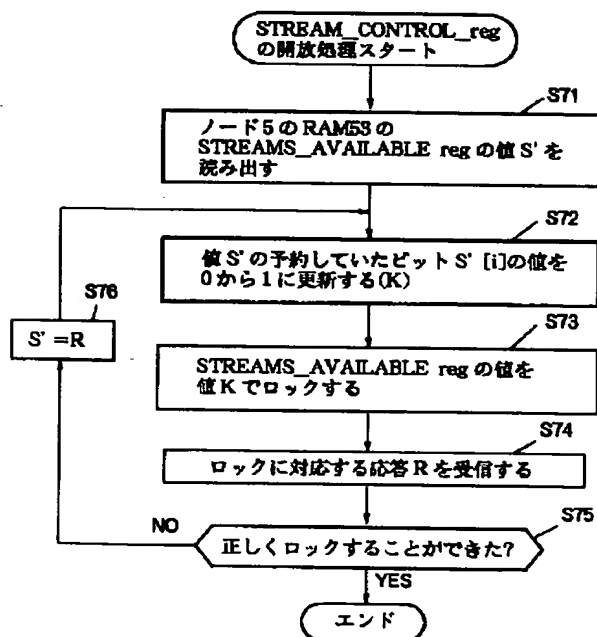 STREAM_CONTROL_reg
の開放処理スタート
S71
ノード5のRAM53の
STREAMS_AVAILABLE regの値S'を
読み出す
S72
値S'の予約していたビットS' [i]の値を
0から1に更新する(K)
S76
S'=R
S73
STREAMS_AVAILABLE regの値を
値Kでロックする
S74
ロックに対応する応答Rを受信する
S75
NO
正しくロックすることができた?
YES
エンド